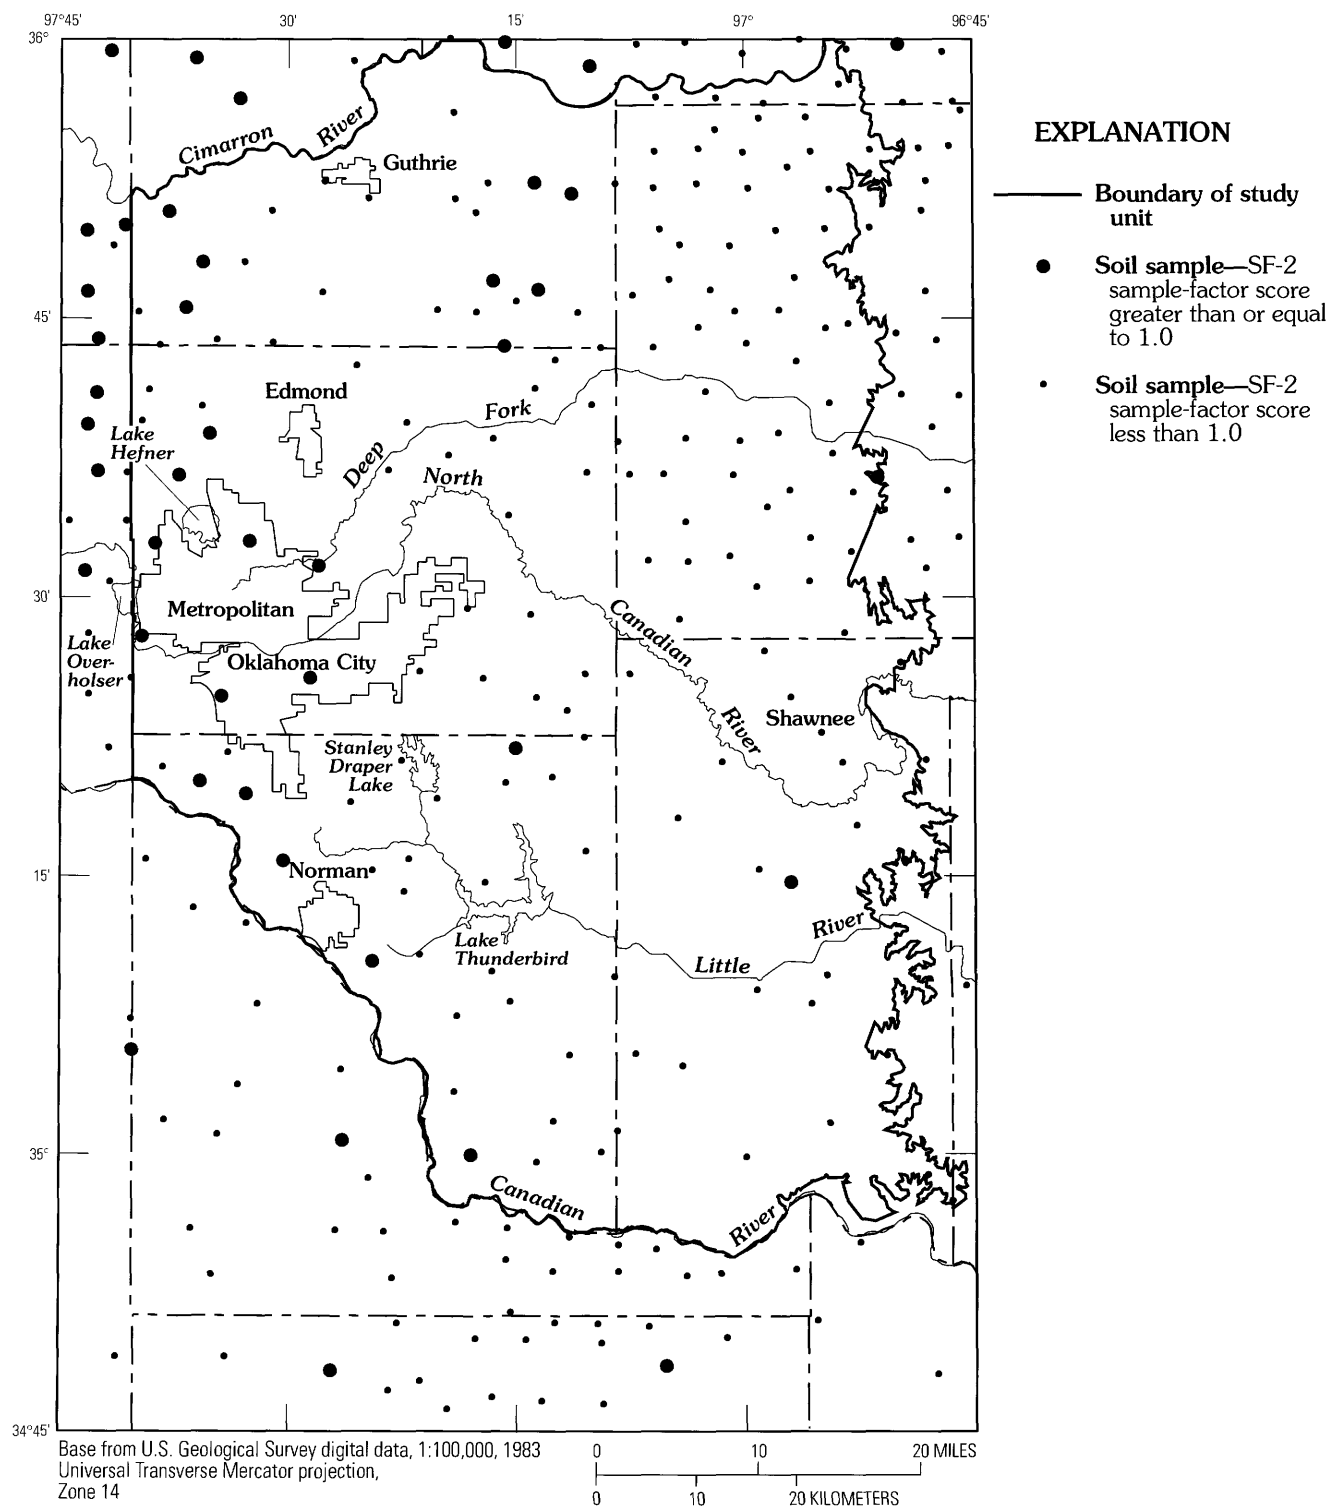 97°45' 30' 15' 97° 96°45'
36°
Cimarron River
Guthrie
45'
Edmond
Deep Fork
Lake
Hefner
North
Metropolitan
30'
Canadian
Lake
Over-
holser
Oklahoma City
River
Shawnee
Stanley
Draper
Lake
15'
Norman
River
Lake
Thunderbird
Little
35°
Canadian
River
34°45'
EXPLANATION
Boundary of study
unit
Soil sample—SF-2
sample-factor score
greater than or equal
to 1.0
Soil sample—SF-2
sample-factor score
less than 1.0
Base from U.S. Geological Survey digital data, 1:100,000, 1983
Universal Transverse Mercator projection,
Zone 14
0 10 20 MILES
0 10 20 KILOMETERS